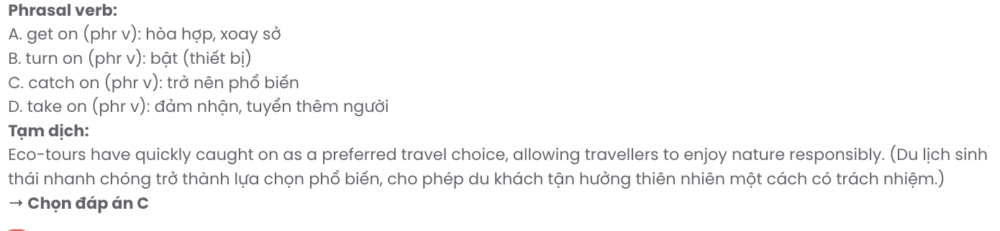 Phrasal verb:
A. get on (phr v): hòa hợp, xoay sở
B. turn on (phr v): bật (thiết bị)
C. catch on (phr v): trở nên phổ biến
D. take on (phr v): đảm nhận, tuyển thêm người
Tạm dịch:
Eco-tours have quickly caught on as a preferred travel choice, allowing travellers to enjoy nature responsibly. (Du lịch sinh
thái nhanh chóng trở thành lựa chọn phổ biến, cho phép du khách tận hưởng thiên nhiên một cách có trách nhiệm.)
→ Chọn đáp án C